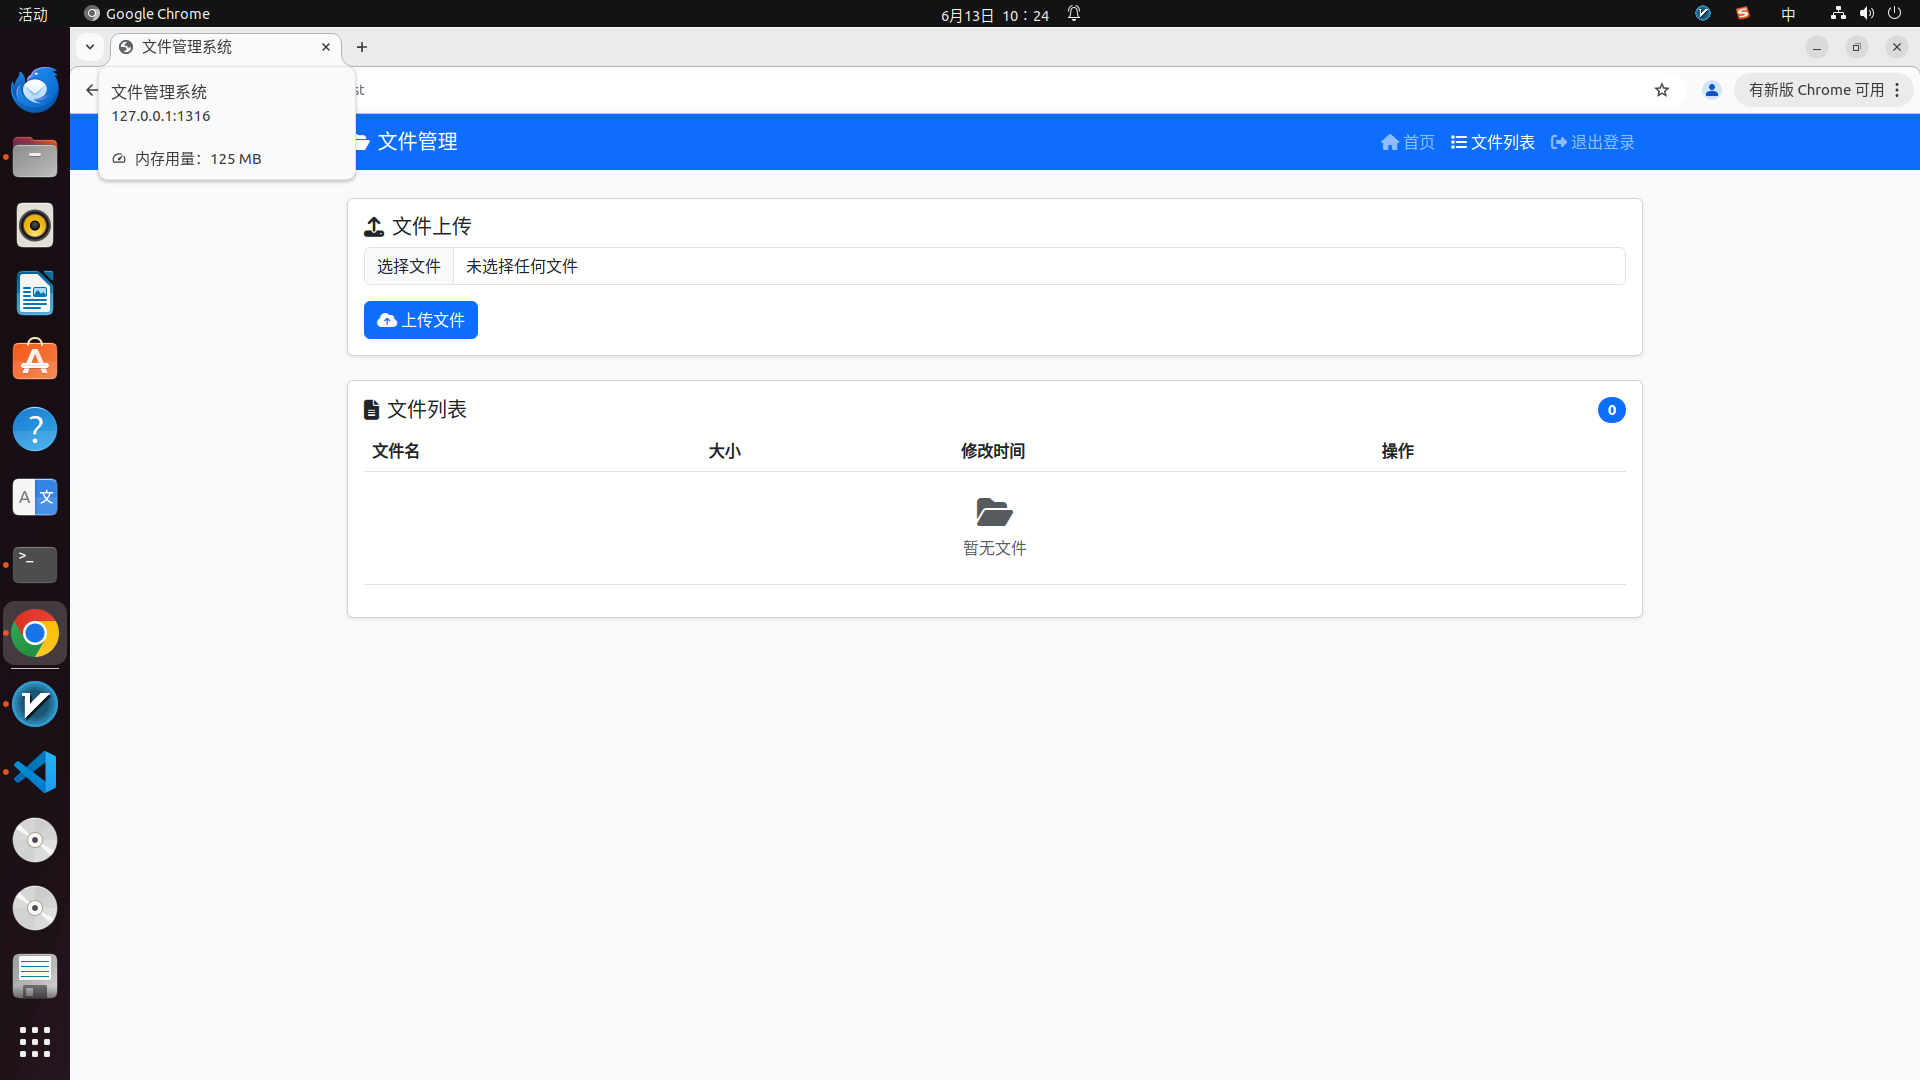 活动
Google Chrome
6月13日 10：24
中
文件管理系统
有新版 Chrome 可用
文件管理系统
127.0.0.1:1316
内存用量：125 MB
st
文件管理
首页
文件列表
退出登录
文件上传
选择文件
未选择任何文件
上传文件
文件列表
0
文件名 大小 修改时间 操作
暂无文件